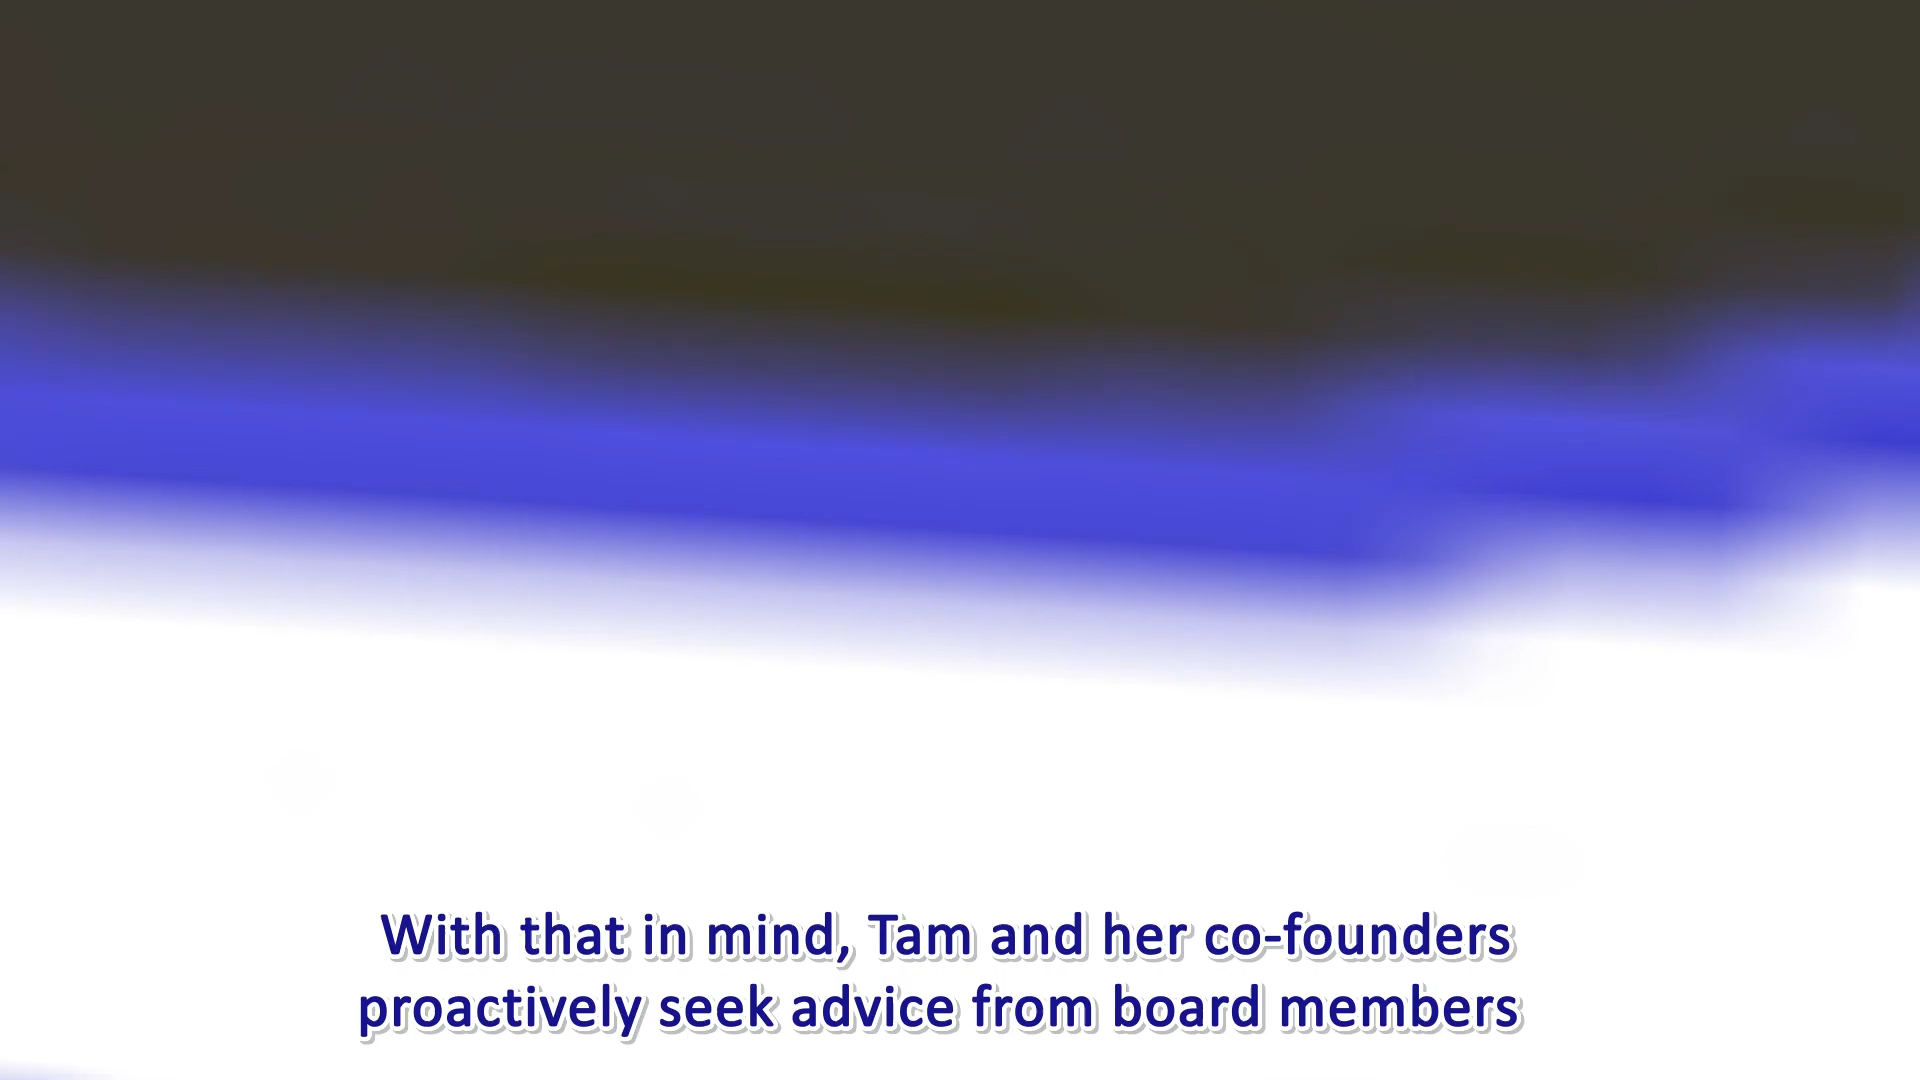 With that in mind, Tam and her co-founders
proactively seek advice from board members